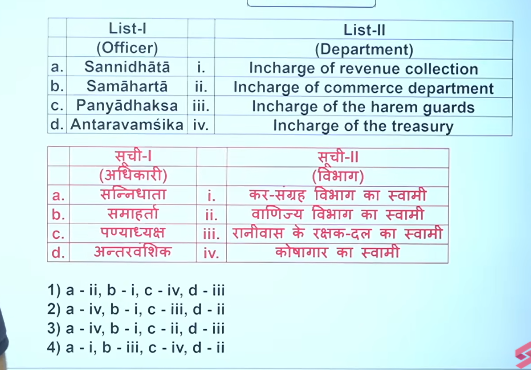 List-I List-II
(Officer) (Department)
a. Sannidhātā i. Incharge of revenue collection
b. Samāhartā ii. Incharge of commerce department
c. Panyādhaksa iii. Incharge of the harem guards
d. Antaravamśika iv. Incharge of the treasury
सूची-I सूची-II
(अधिकारी) (विभाग)
a. सन्निधाता i. कर-संग्रह विभाग का स्वामी
b. समाहर्ता ii. वाणिज्य विभाग का स्वामी
c. पण्याध्यक्ष iii. रानीवास के रक्षक-दल का स्वामी
d. अन्तरवंशिक iv. कोषागार का स्वामी
1) a - ii, b - i, c - iv, d - iii
2) a - iv, b - i, c - iii, d - ii
3) a - iv, b - i, c - ii, d - iii
4) a - i, b - iii, c - iv, d - ii